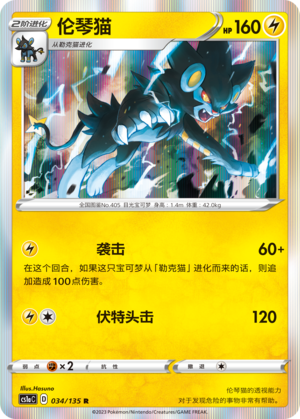 2阶进化
伦琴猫
HP 160
从勒克猫进化
全国图鉴No.405 目光宝可梦 身高：1.4m 体重：42.0kg
袭击 60+
在这个回合，如果这只宝可梦从「勒克猫」进化而来的话，则追
加造成100点伤害。
伏特头击 120
弱点 ×2 抵抗力 撤退
Illus.Hasuno
CS1aC D 034/135 R
伦琴猫的透视能力
对于发现危险的事物非常有用。
©2023 Pokémon/Nintendo/Creatures/GAME FREAK